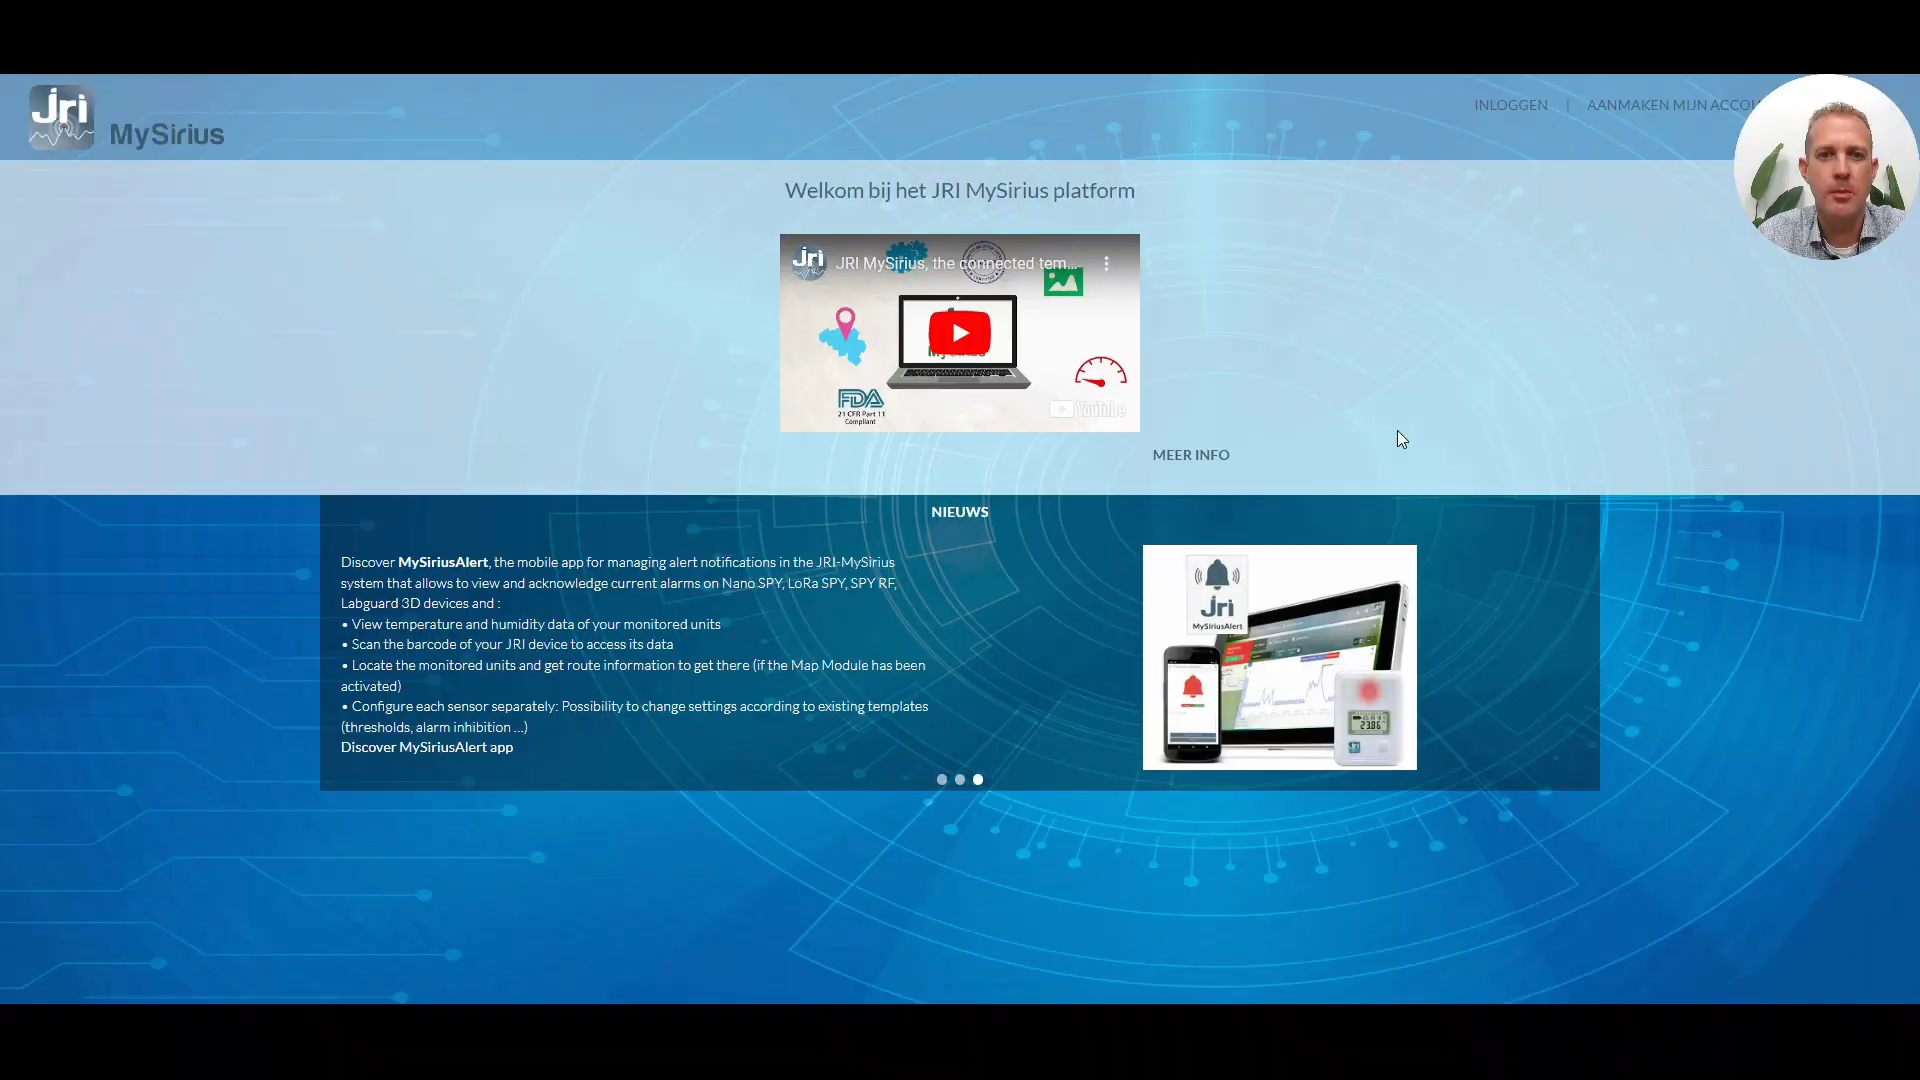 Jri
MySirius
INLOGGEN | AANMAKEN MIJN
Welkom bij het JRI MySirius platform
Jri
JRI MySirius, the connected tem...
FDA
21 CFR Part 11
Compliant
YouTube
MEER INFO
NIEUWS
Discover MySiriusAlert, the mobile app for managing alert notifications in the JRI-MySirius
system that allows to view and acknowledge current alarms on Nano SPY, LoRa SPY, SPY RF,
Labguard 3D devices and :
• View temperature and humidity data of your monitored units
• Scan the barcode of your JRI device to access its data
• Locate the monitored units and get route information to get there (if the Map Module has been
activated)
• Configure each sensor separately: Possibility to change settings according to existing templates
(thresholds, alarm inhibition ...)
Discover MySiriusAlert app
Jri
MySiriusAlert
23.86